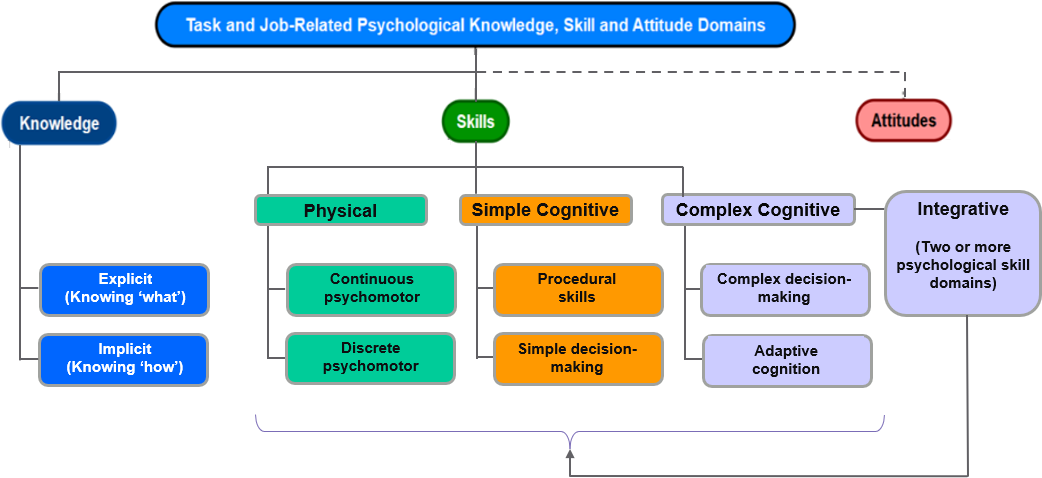 Task and Job-Related Psychological Knowledge, Skill and Attitude Domains
Knowledge
Skills
Attitudes
Physical
Simple Cognitive
Complex Cognitive
Integrative
(Two or more
psychological skill
domains)
Explicit
(Knowing ‘what’)
Continuous
psychomotor
Procedural
skills
Complex decision-
making
Implicit
(Knowing ‘how’)
Discrete
psychomotor
Simple decision-
making
Adaptive
cognition